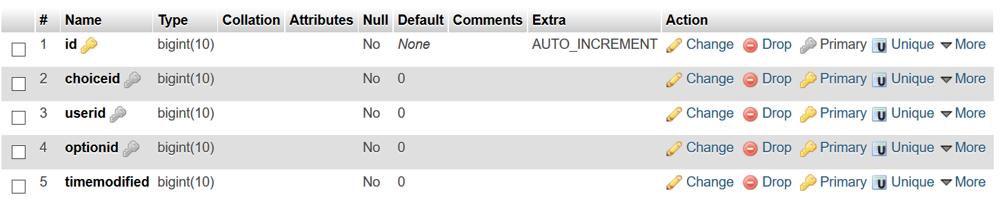 # Name Type Collation Attributes Null Default Comments Extra Action
1 id bigint(10) No None AUTO_INCREMENT Change Drop Primary U Unique More
2 choiceid bigint(10) No 0 Change Drop Primary U Unique More
3 userid bigint(10) No 0 Change Drop Primary U Unique More
4 optionid bigint(10) No 0 Change Drop Primary U Unique More
5 timemodified bigint(10) No 0 Change Drop Primary U Unique More